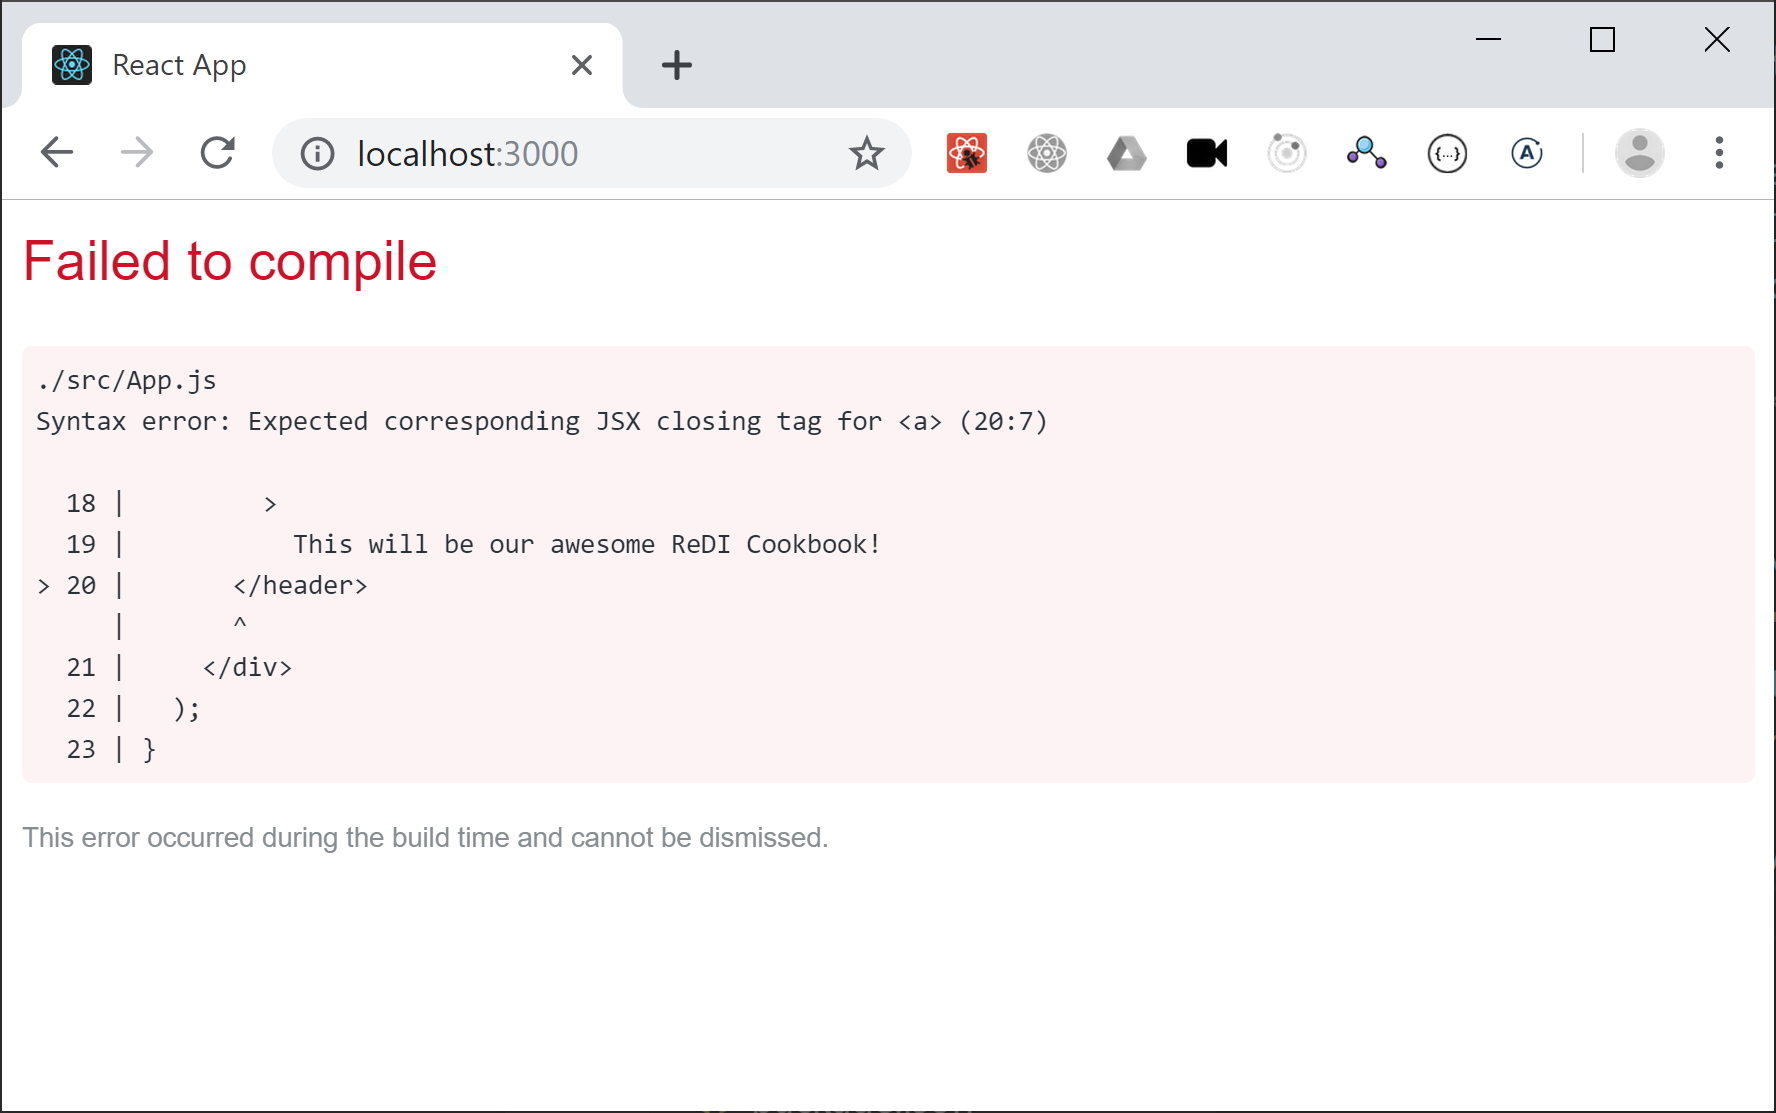 React App
localhost:3000
{...}
A
Failed to compile
./src/App.js
Syntax error: Expected corresponding JSX closing tag for <a> (20:7)
18 |         >
19 |           This will be our awesome ReDI Cookbook!
> 20 |       </header>
|       ^
21 |     </div>
22 |   );
23 | }
This error occurred during the build time and cannot be dismissed.